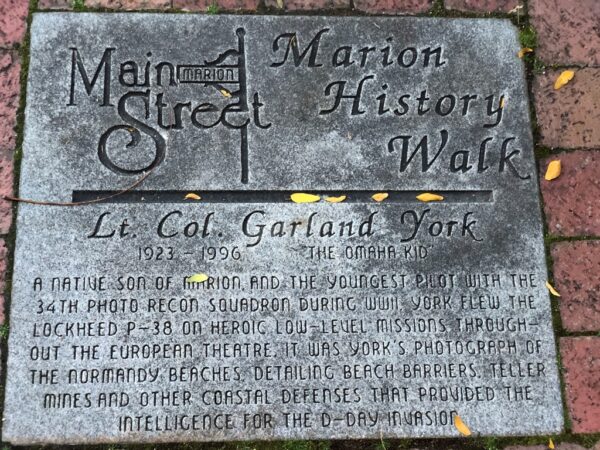 Main
MARION
Street
Marion
History
Walk
Lt. Col. Garland York
1923 - 1996 "THE OMAHA KID"
A NATIVE SON OF MARION, AND THE YOUNGEST PILOT WITH THE
34TH PHOTO RECON SQUADRON DURING WWII, YORK FLEW THE
LOCKHEED P-38 ON HEROIC LOW-LEVEL MISSIONS THROUGH-
OUT THE EUROPEAN THEATRE. IT WAS YORK'S PHOTOGRAPH OF
THE NORMANDY BEACHES, DETAILING BEACH BARRIERS, TELLER
MINES AND OTHER COASTAL DEFENSES THAT PROVIDED THE
INTELLIGENCE FOR THE D-DAY INVASION.